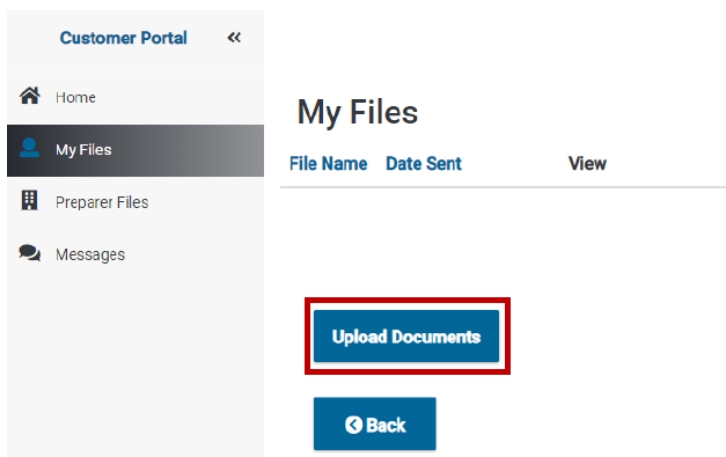 Customer Portal «
Home
My Files
Preparer Files
Messages
My Files
File Name Date Sent View
Upload Documents
Back